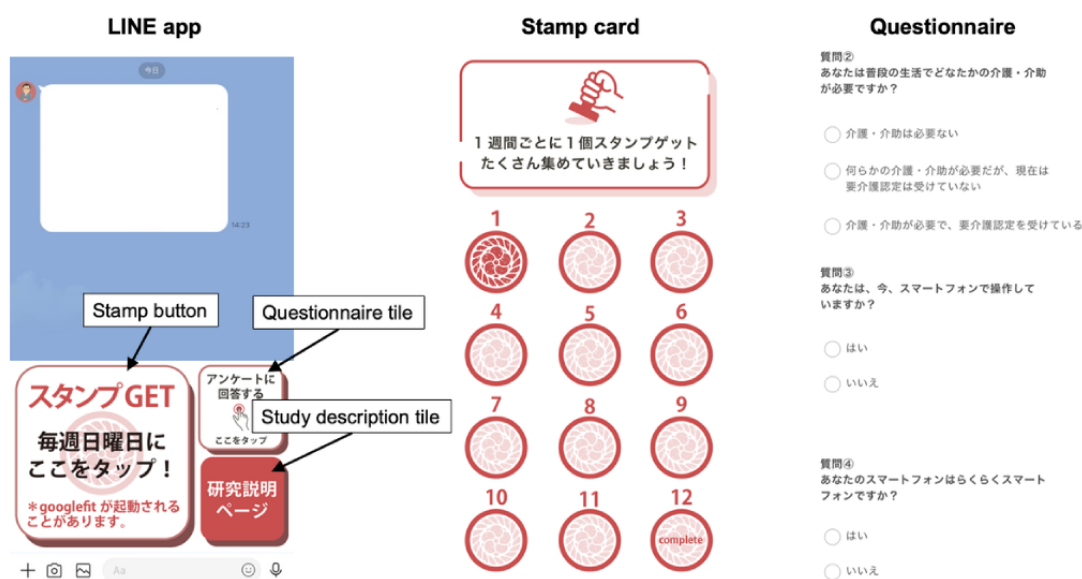 LINE app
今日
14:23
Stamp button
Questionnaire tile
スタンプ GET
毎週日曜日に
ここをタップ！
＊googlefit が起動される
ことがあります。
アンケートに
回答する
ここをタップ
Study description tile
研究説明
ページ
Aa
Stamp card
1 週間ごとに 1 個スタンプゲット
たくさん集めていきましょう！
1 2 3
4 5 6
7 8 9
10 11 12
complete
Questionnaire
質問②
あなたは普段の生活でどなたかの介護・介助
が必要ですか？
介護・介助は必要ない
何らかの介護・介助が必要だが、現在は
要介護認定は受けていない
介護・介助が必要で、要介護認定を受けている
質問③
あなたは、今、スマートフォンで操作して
いますか？
はい
いいえ
質問④
あなたのスマートフォンはらくらくスマート
フォンですか？
はい
いいえ